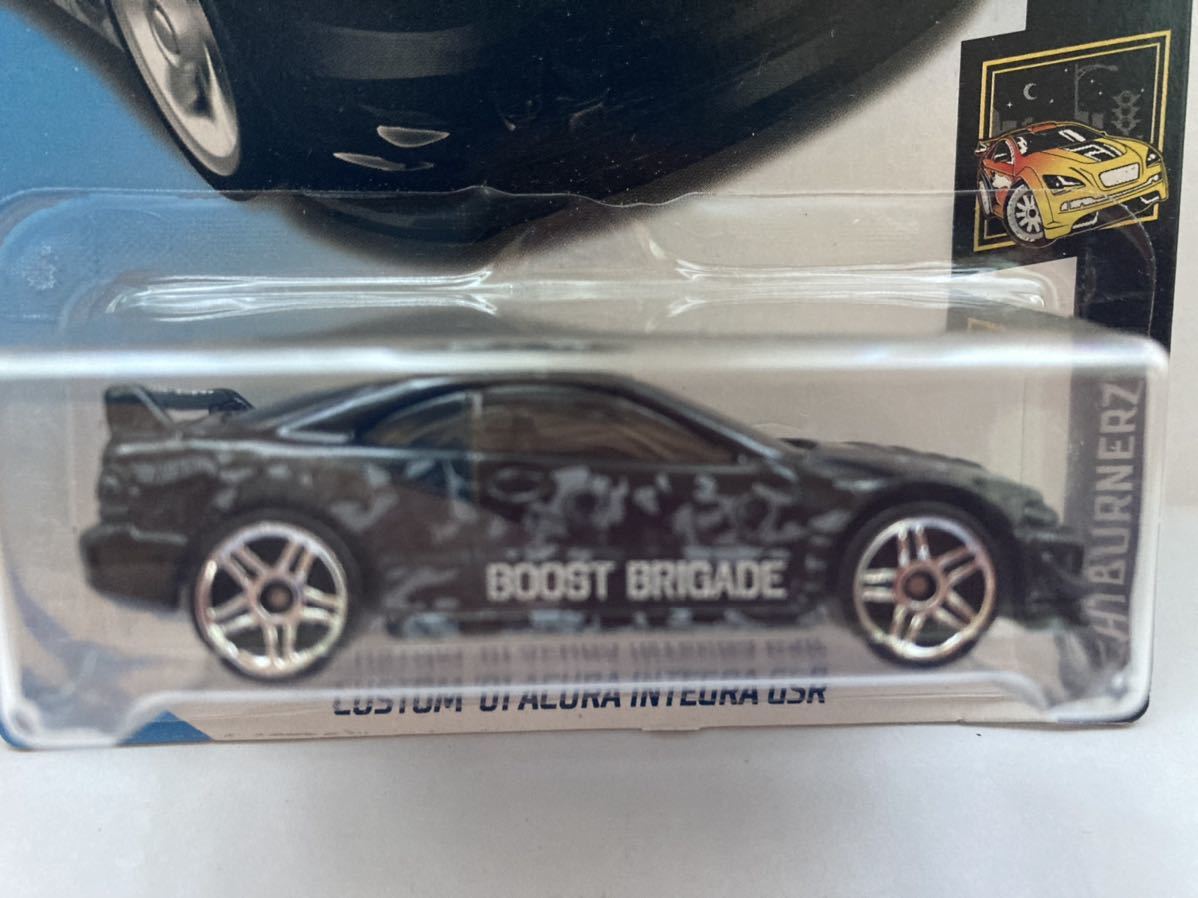 BURNERZ
BOOST BRIGADE
CUSTOM '01 ACURA INTEGRA GSR